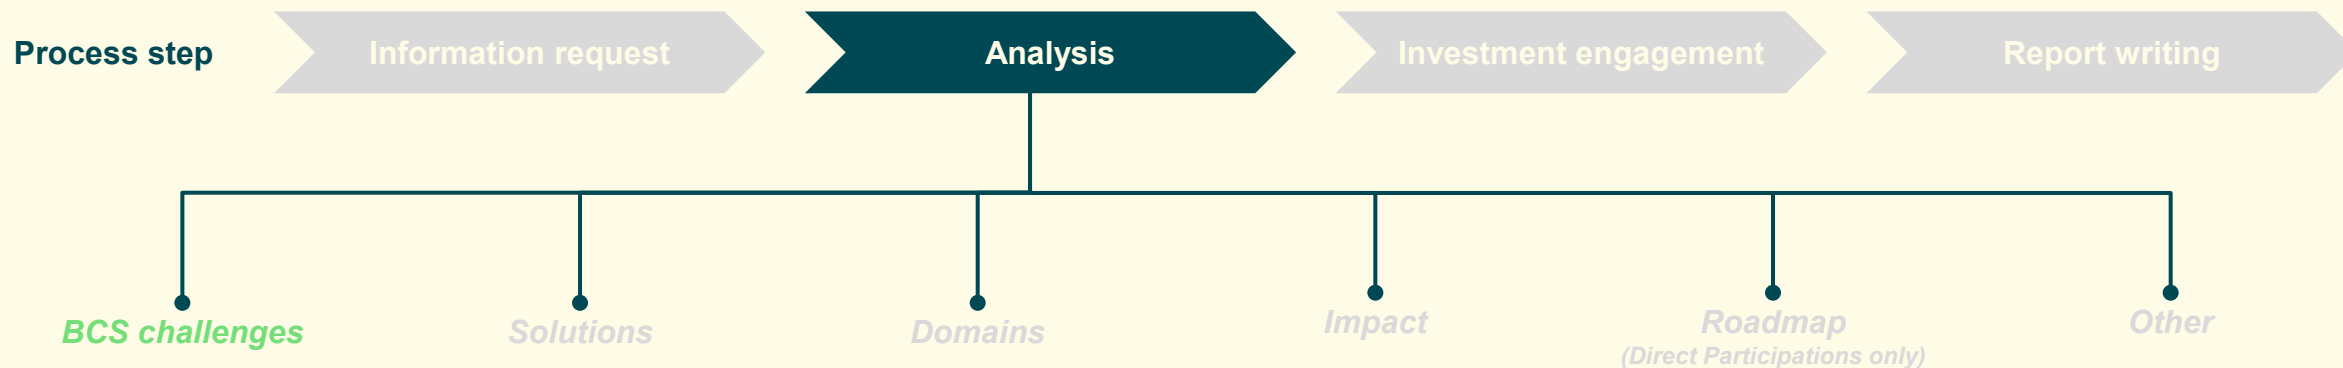 Process step
Information request
Analysis
Investment engagement
Report writing
BCS challenges
Solutions
Domains
Impact
Roadmap
(Direct Participations only)
Other